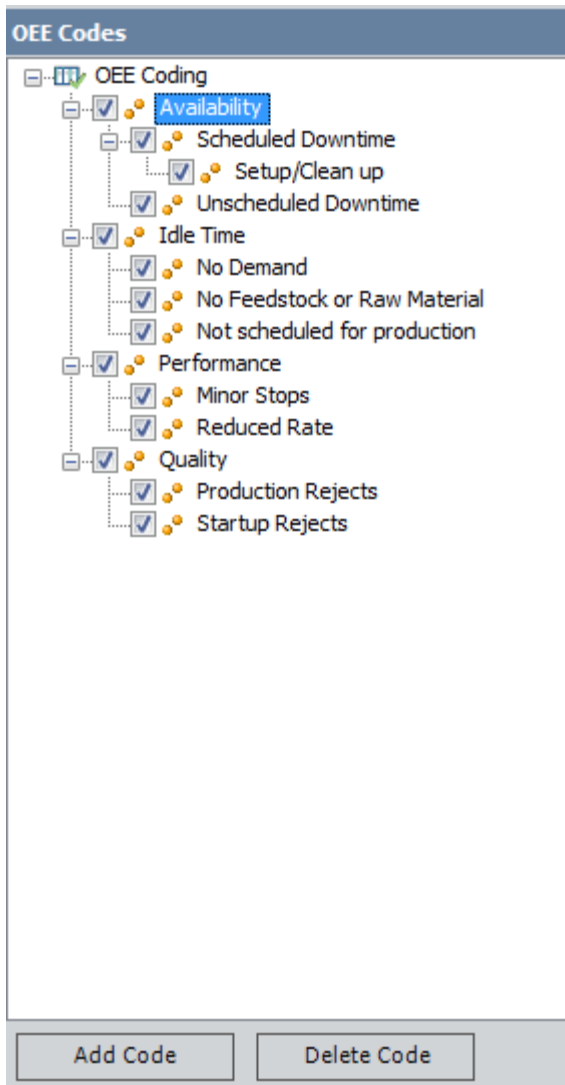 OEE Codes
OEE Coding
Availability
Scheduled Downtime
Setup/Clean up
Unscheduled Downtime
Idle Time
No Demand
No Feedstock or Raw Material
Not scheduled for production
Performance
Minor Stops
Reduced Rate
Quality
Production Rejects
Startup Rejects
Add Code
Delete Code